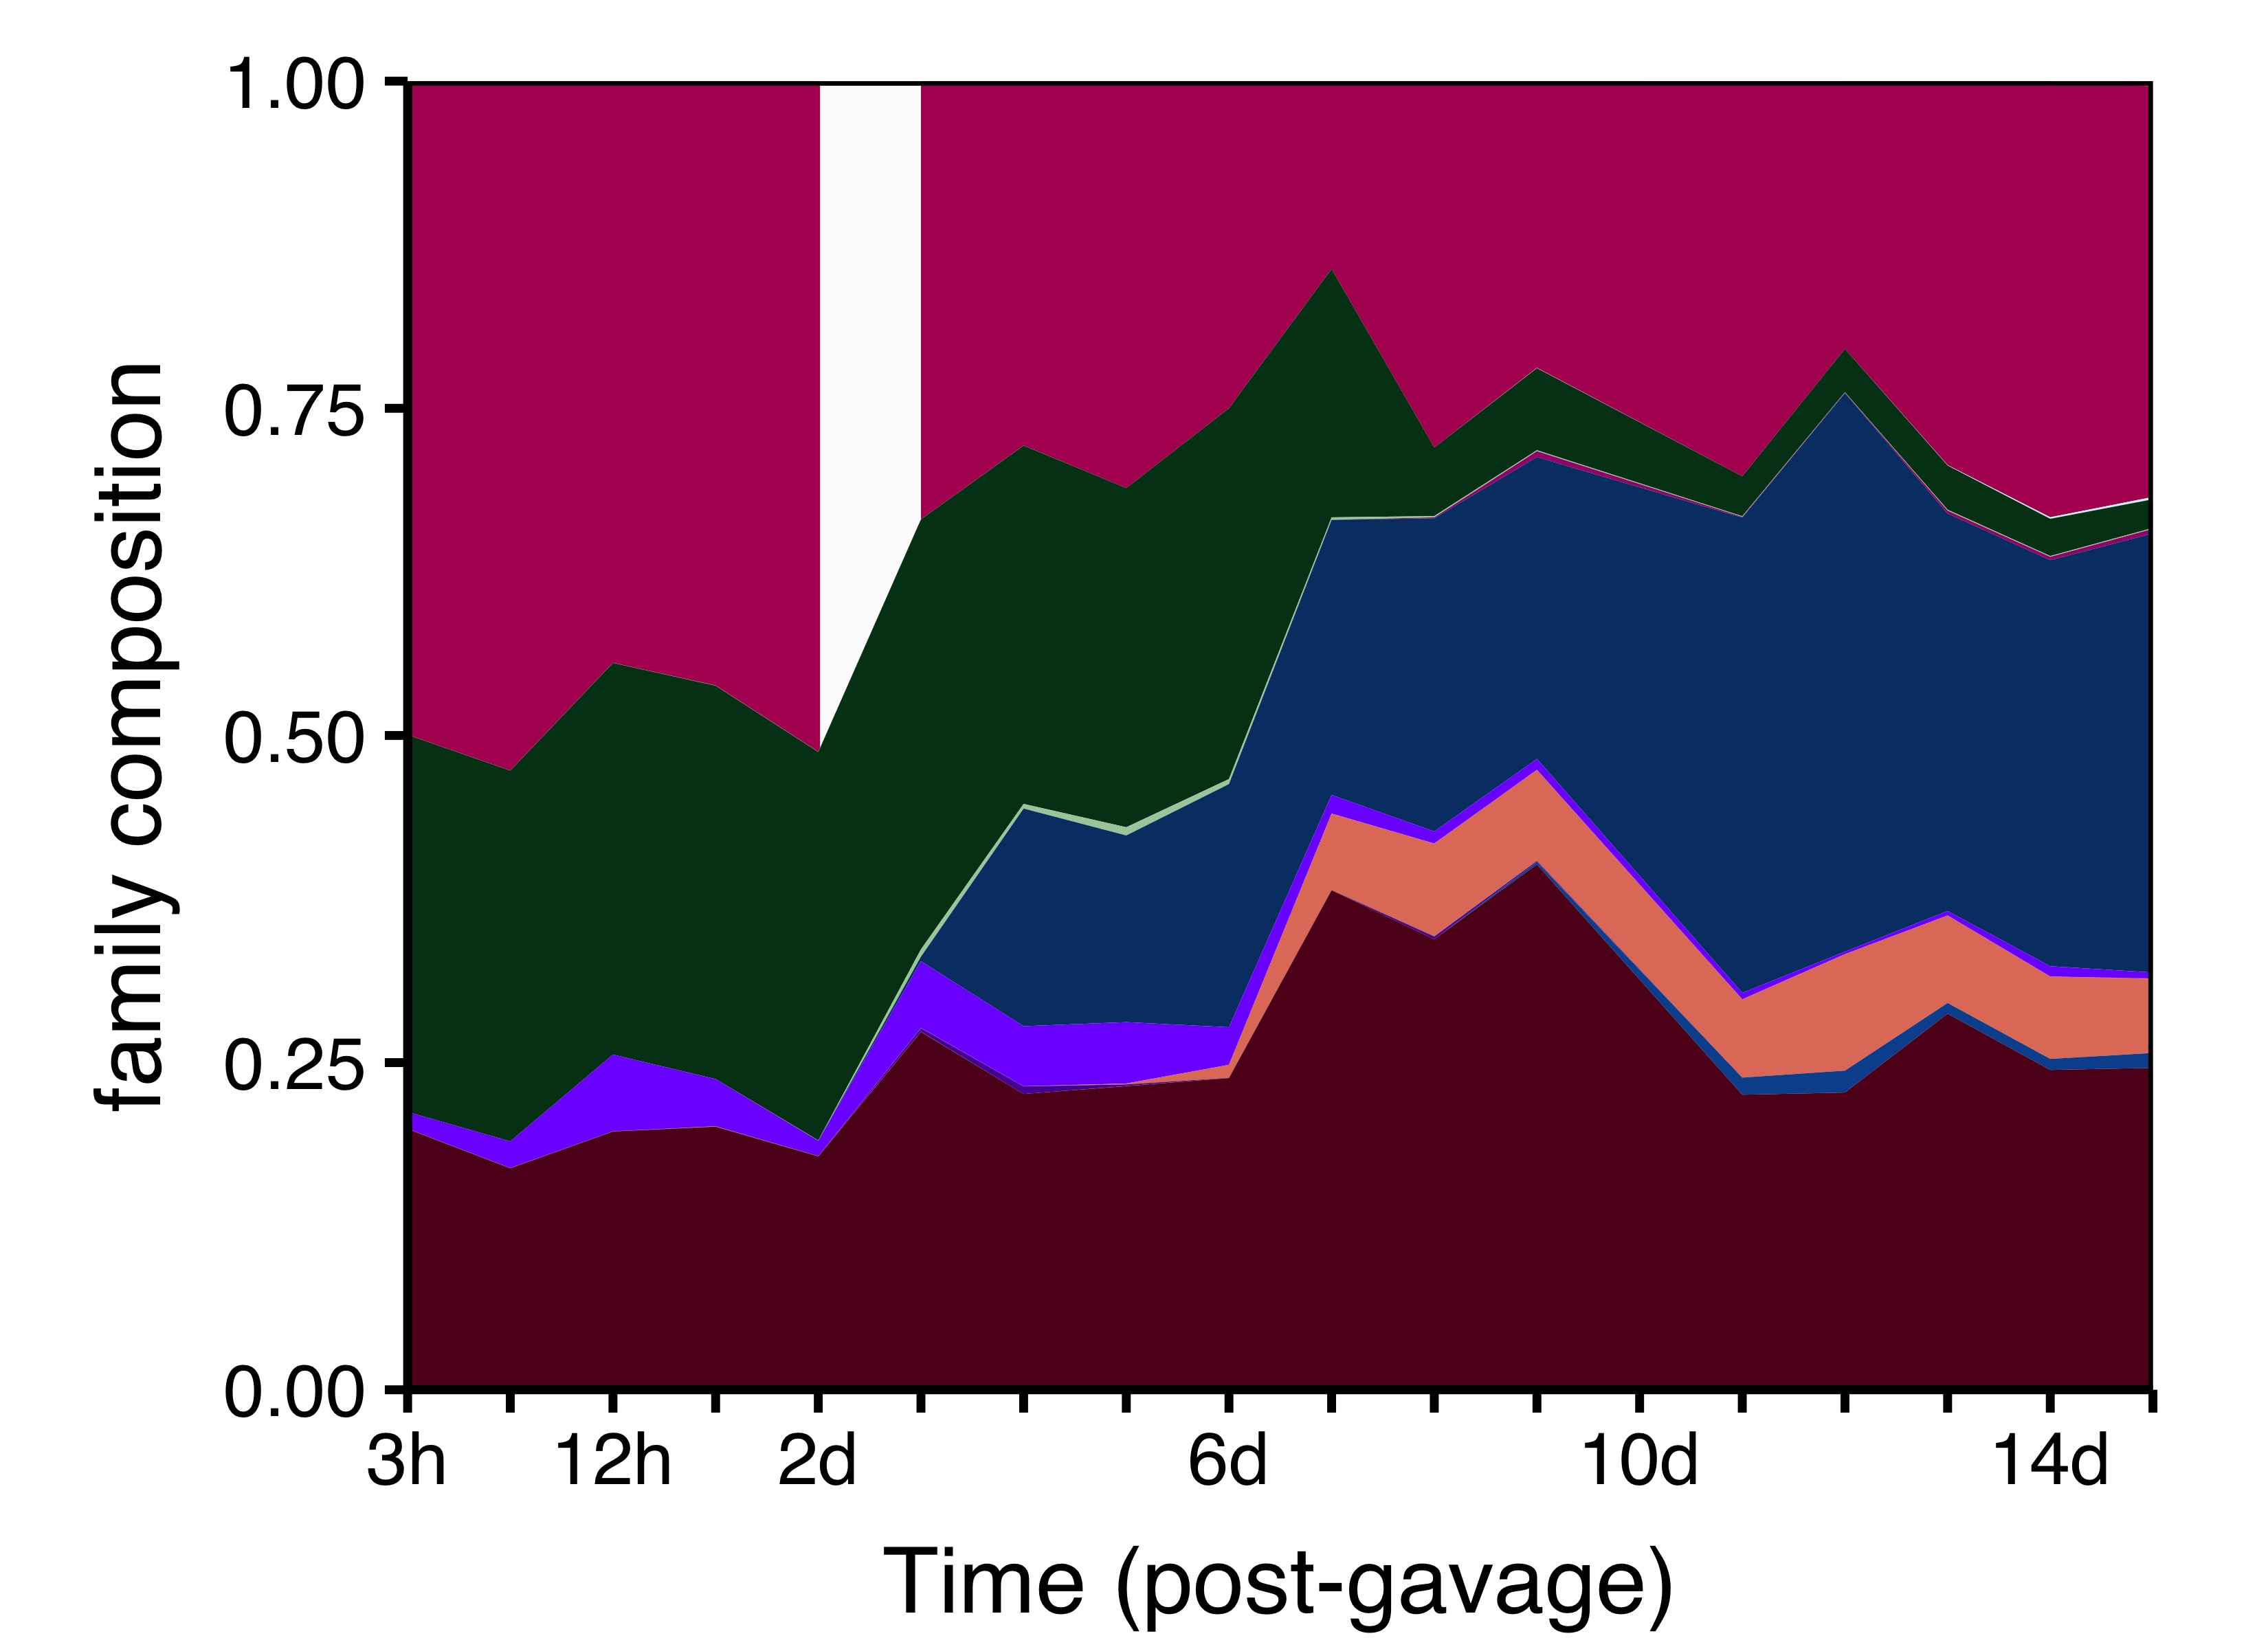 family composition
1.00
0.75
0.50
0.25
0.00
3h 12h 2d 6d 10d 14d
Time (post-gavage)